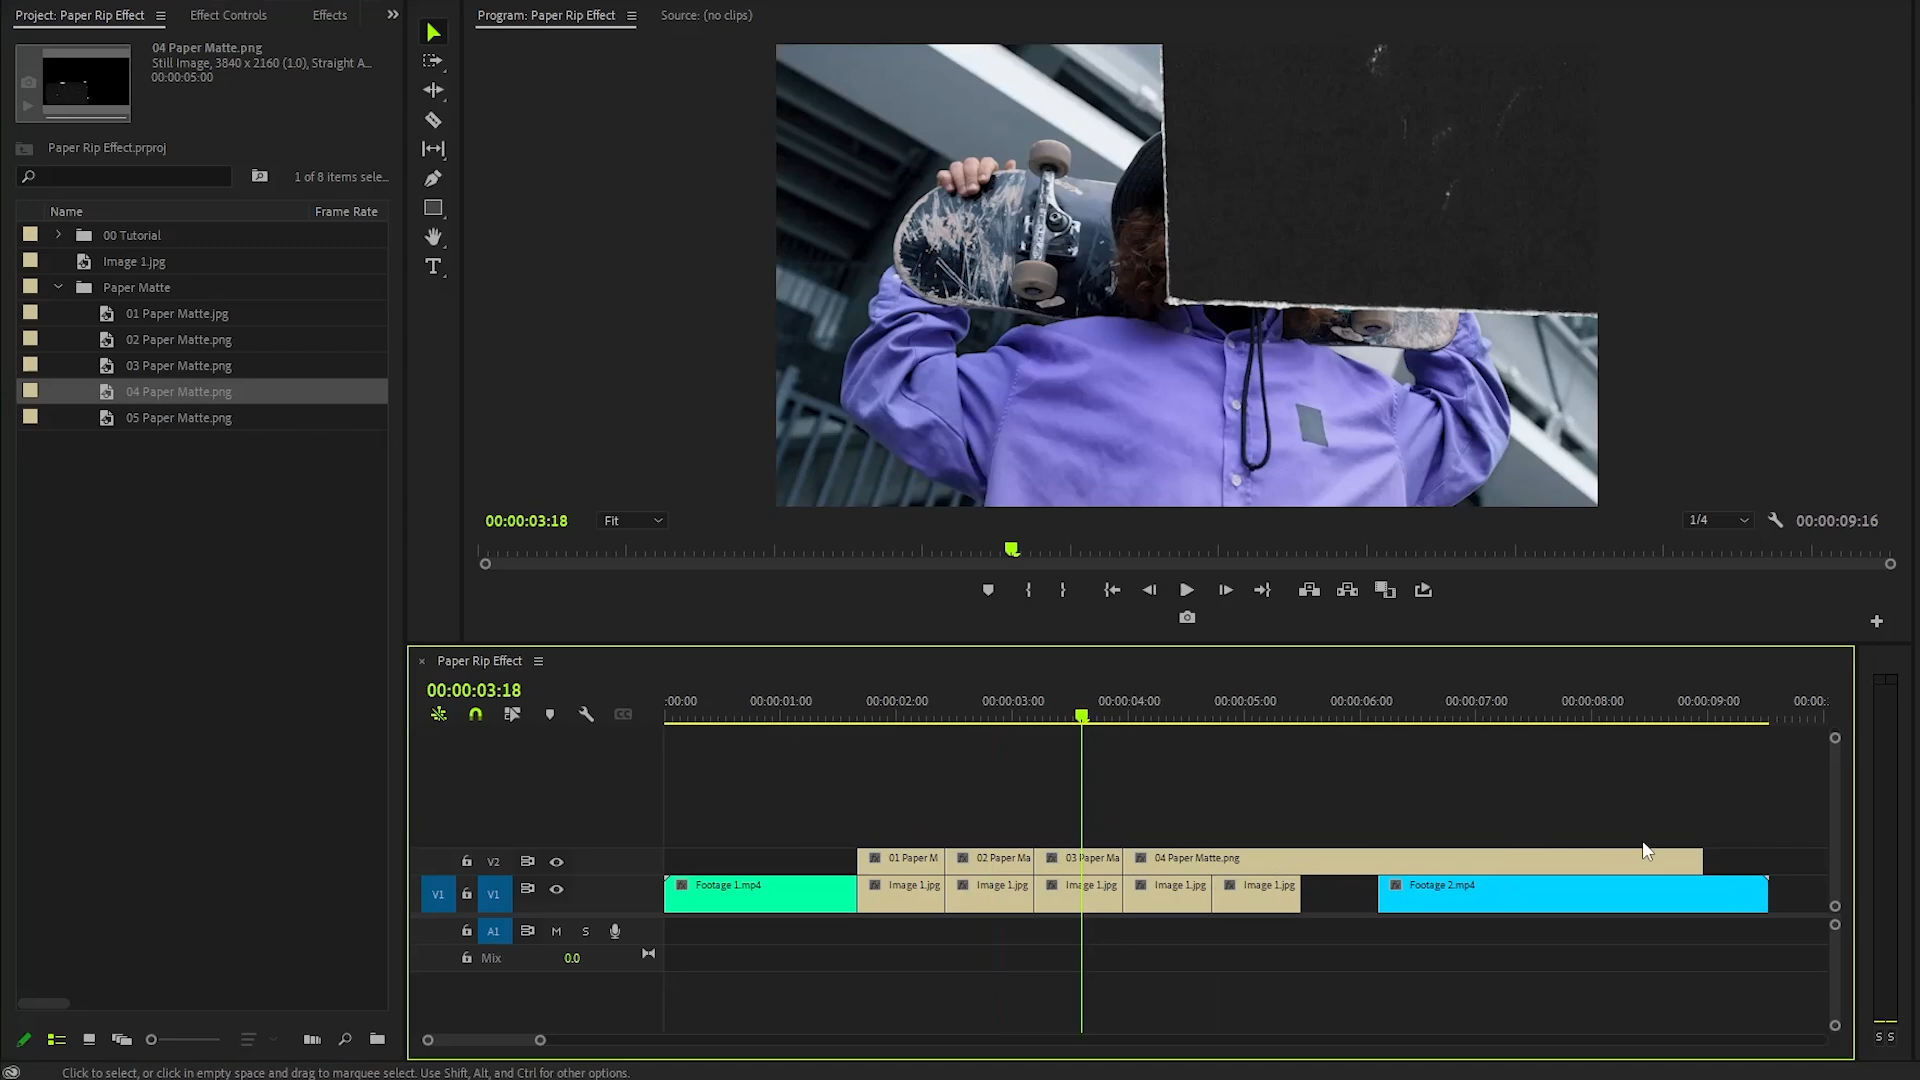 Project: Paper Rip Effect
Effect Controls
Effects
Program: Paper Rip Effect
Source: (no clips)
04 Paper Matte.png
Still Image, 3840 x 2160 (1.0), Straight A...
00:00:05:00
Paper Rip Effect.prproj
1 of 8 items sele...
Name
Frame Rate
00 Tutorial
Image 1.jpg
Paper Matte
01 Paper Matte.jpg
02 Paper Matte.png
03 Paper Matte.png
04 Paper Matte.png
05 Paper Matte.png
00:00:03:18
Fit
1/4
00:00:09:16
× Paper Rip Effect
00:00:03:18
:00:00
00:00:01:00
00:00:02:00
00:00:03:00
00:00:04:00
00:00:05:00
00:00:06:00
00:00:07:00
00:00:08:00
00:00:09:00
00:00:
V2
01 Paper M
02 Paper Ma
03 Paper Ma
04 Paper Matte.png
V1
V1
Footage 1.mp4
Image 1.jpg
Image 1.jpg
Image 1.jpg
Image 1.jpg
Image 1.jpg
Footage 2.mp4
A1
M
S
Mix
0.0
S S
Click to select, or click in empty space and drag to marquee select. Use Shift, Alt, and Ctrl for other options.